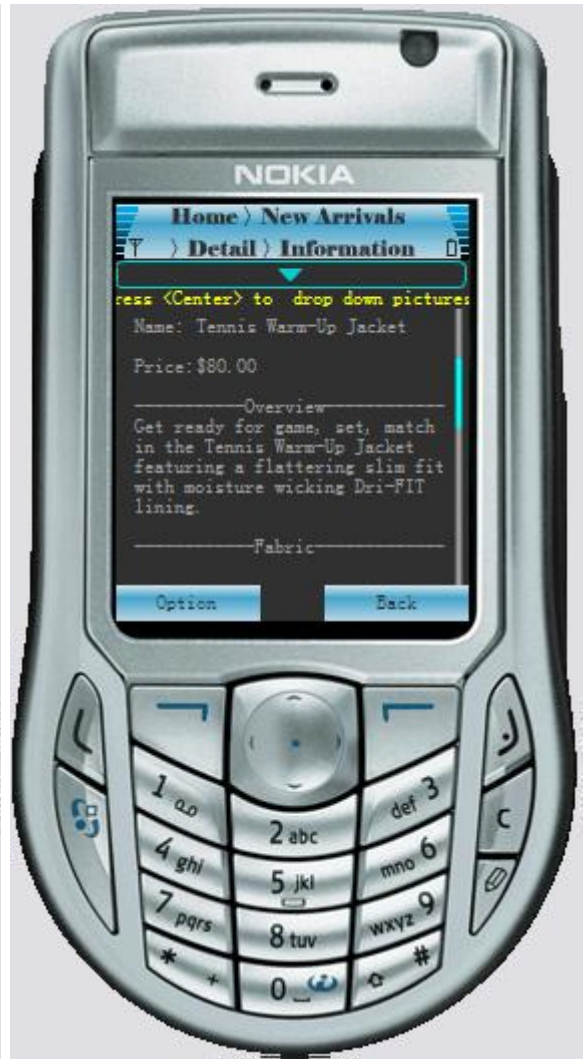 NOKIA
Home > New Arrivals
> Detail > Information
ress <Center> to drop down pictures
Name: Tennis Warm-Up Jacket
Price:$80.00
Overview
Get ready for game, set, match
in the Tennis Warm-Up Jacket
featuring a flattering slim fit
with moisture wicking Dri-FIT
lining.
Fabric
Option Back
1 def 3
2 abc
4 ghi mno 6
5 jkl
7 pqrs wxyz 9
8 tuv
* + #
0
C